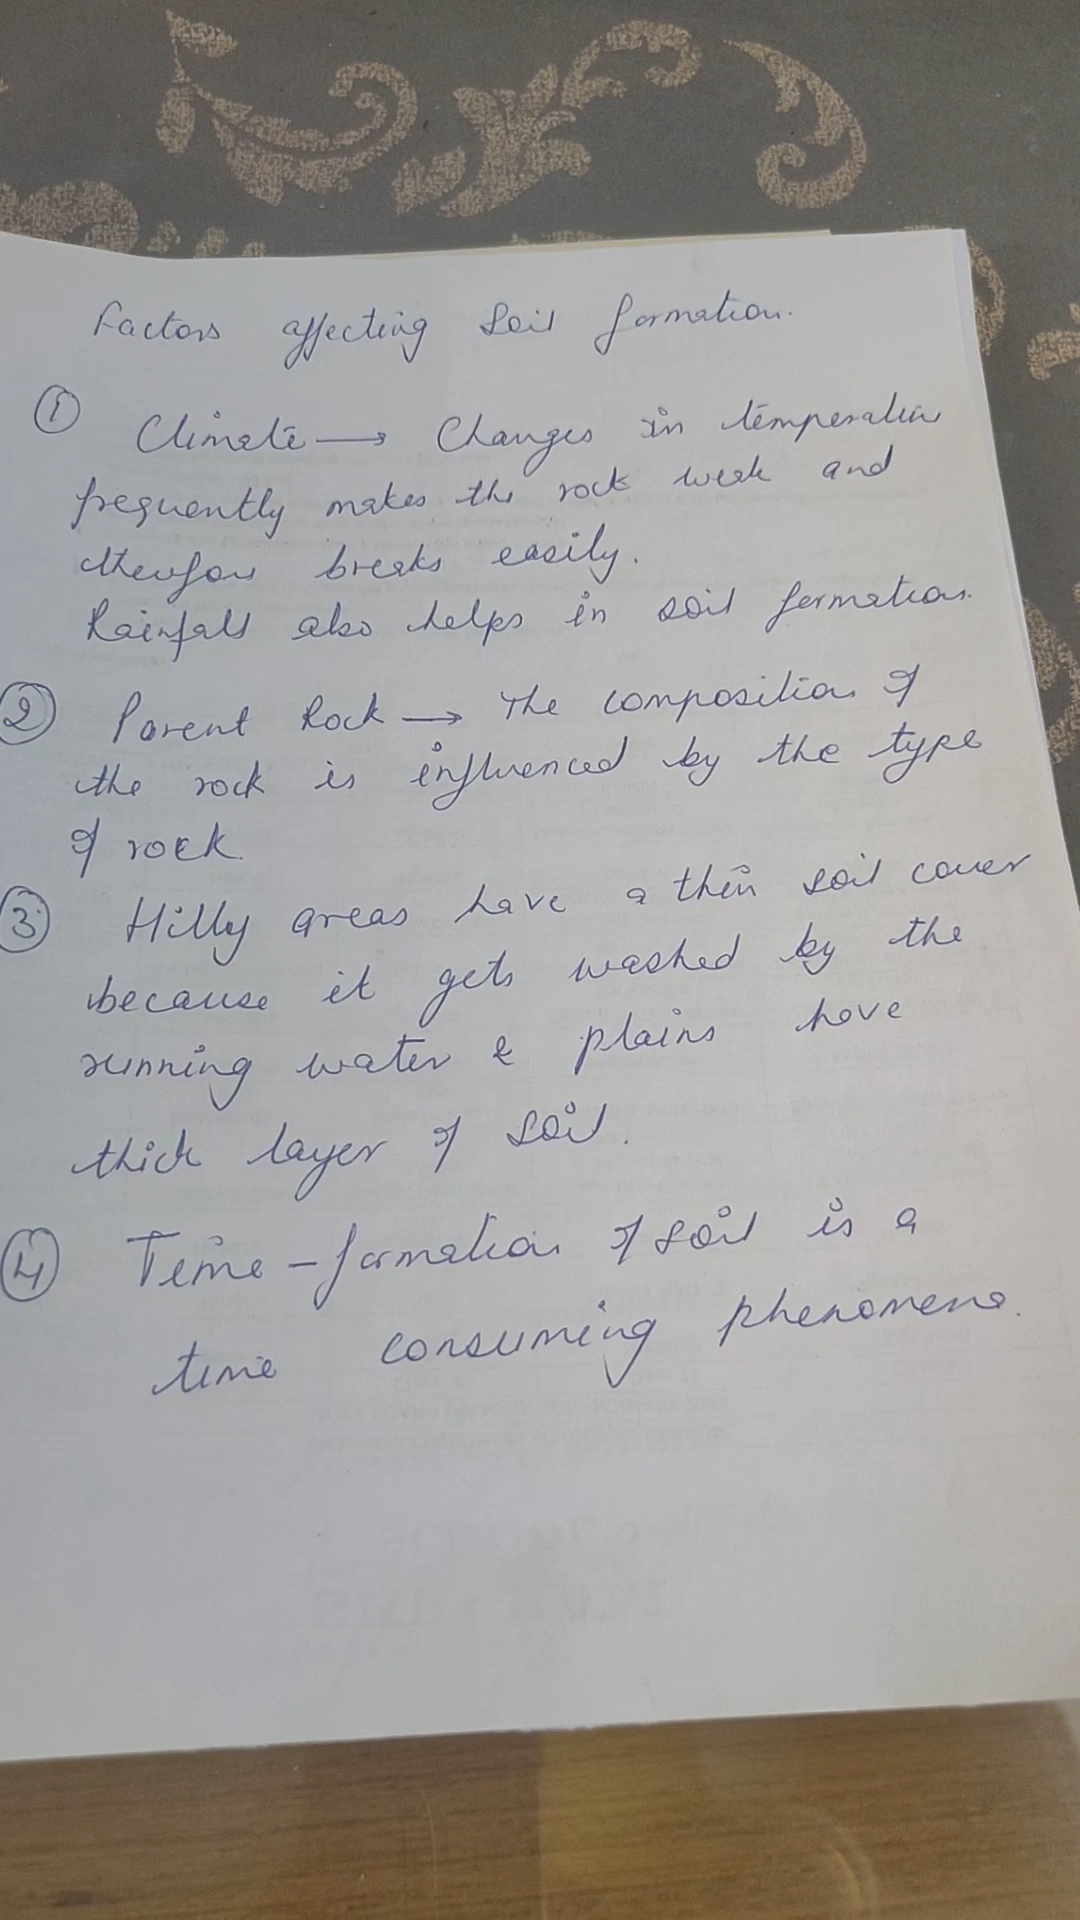 Factors affecting Soil formation.
① Climate → Changes in temperature
frequently makes the rock weak and
therefore breaks easily.
Rainfall also helps in soil formation.
② Parent Rock → The composition of
the rock is influenced by the type
of rock.
③ Hilly areas have a thin soil cover
because it gets washed by the
running water & plains have
thick layer of soil.
④ Time - formation of soil is a
time consuming phenomena.